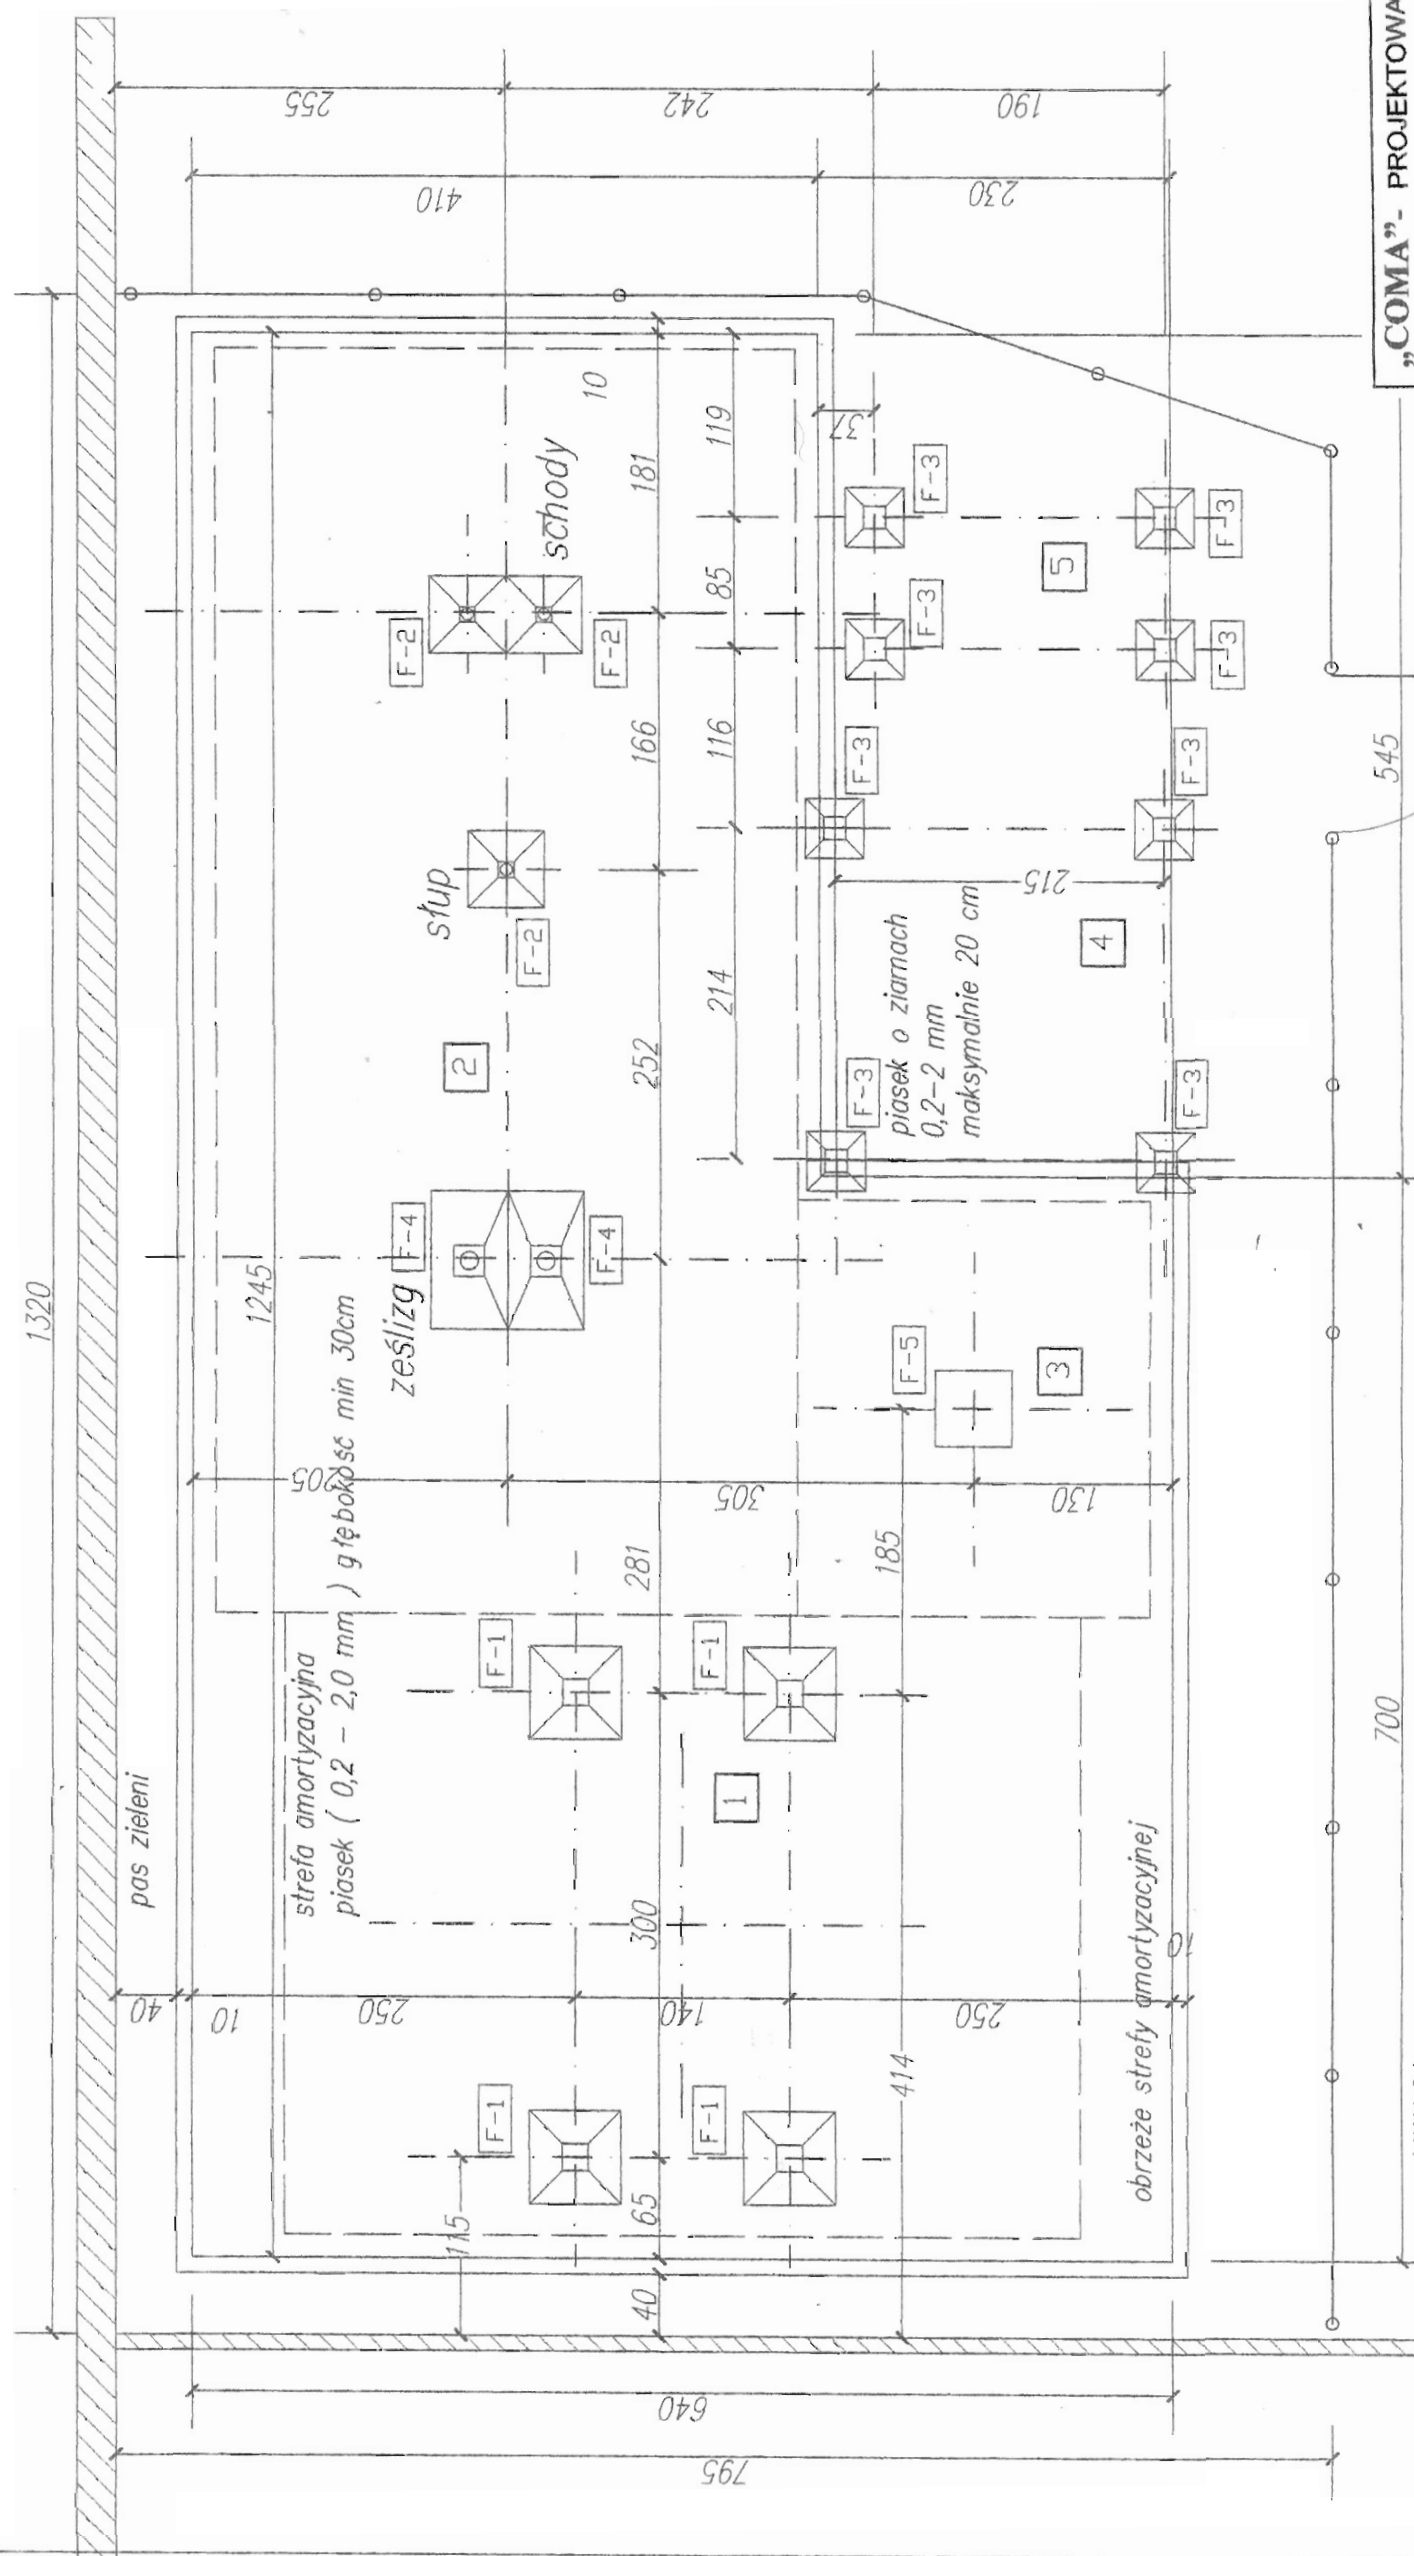 1320
pas zieleni
1245
strefa amortyzacyjna
piasek ( 0,2 - 2,0 mm ) głębokość min 30cm
ześlizg
słup
schody
F-4
F-4
F-2
F-2
F-2
2
F-1
F-1
F-1
F-1
1
115
40
65
300
281
252
166
181
10
214
116
85
119
37
414
185
F-5
3
F-3
F-3
F-3
F-3
F-3
F-3
F-3
F-3
piasek o ziarnach
0,2-2 mm
maksymalnie 20 cm
4
5
215
obrzeże strefy amortyzacyjnej
700
545
40
10
250
140
250
10
205
305
130
640
795
410
230
255
242
190
„COMA”- PROJEKTOWA